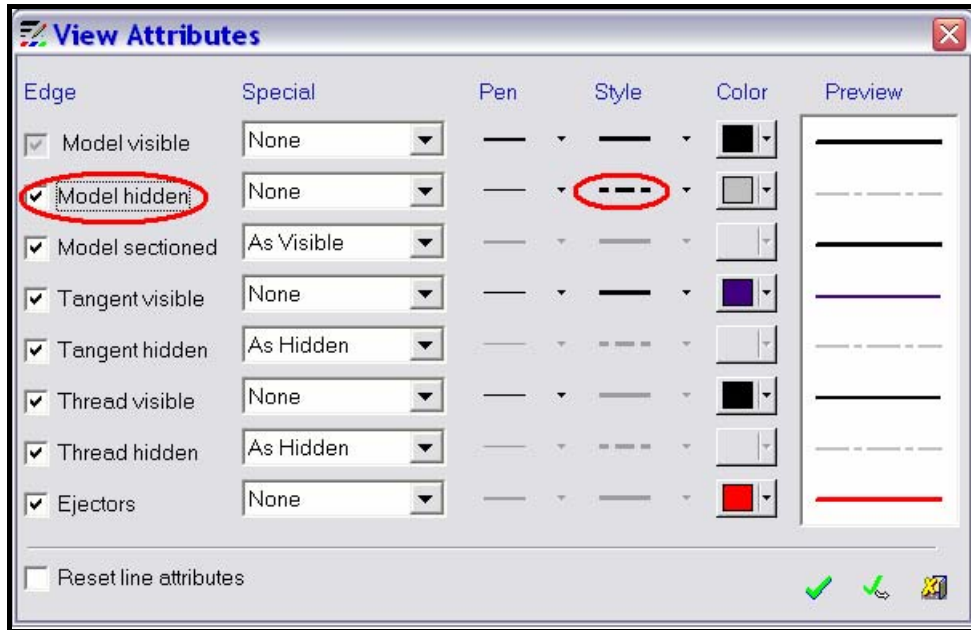 View Attributes
Edge Special Pen Style Color Preview
Model visible None
Model hidden None
Model sectioned As Visible
Tangent visible None
Tangent hidden As Hidden
Thread visible None
Thread hidden As Hidden
Ejectors None
Reset line attributes